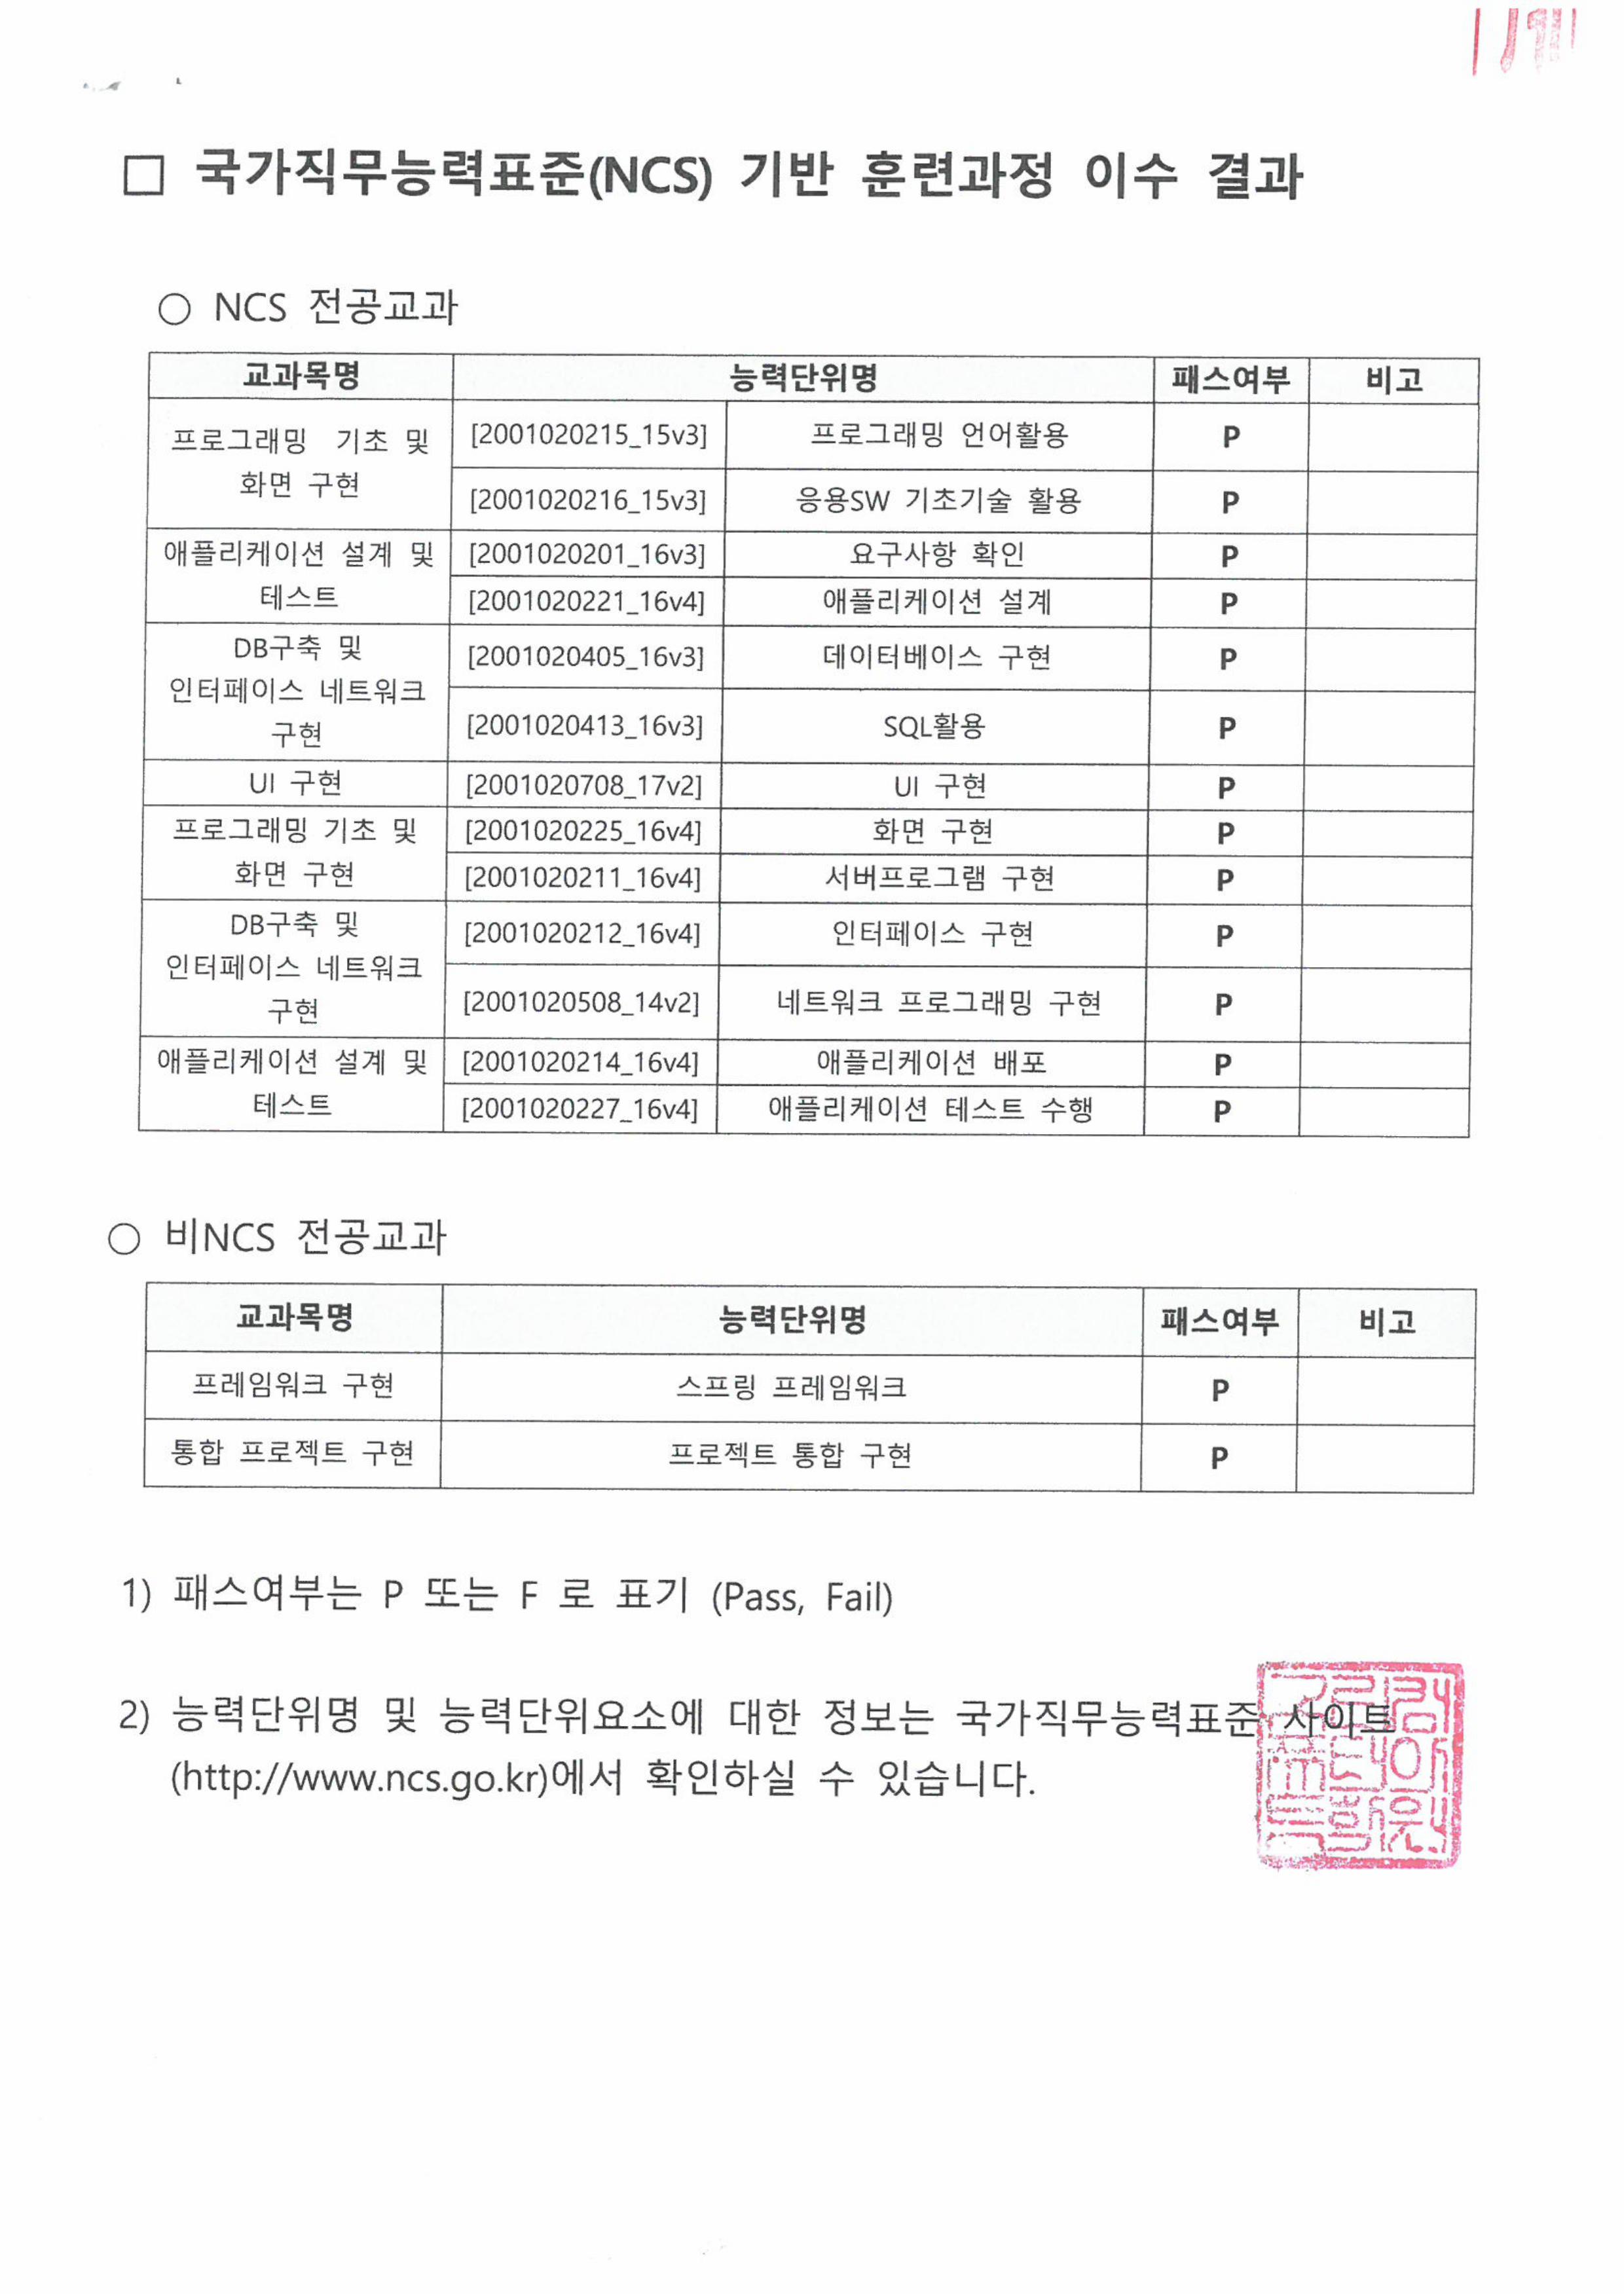 □ 국가직무능력표준(NCS) 기반 훈련과정 이수 결과
○ NCS 전공교과
교과목명 능력단위명 패스여부 비고
프로그래밍 기초 및
화면 구현
[2001020215_15v3] 프로그래밍 언어활용 P
[2001020216_15v3] 응용SW 기초기술 활용 P
애플리케이션 설계 및
테스트
[2001020201_16v3] 요구사항 확인 P
[2001020221_16v4] 애플리케이션 설계 P
DB구축 및
인터페이스 네트워크
구현
[2001020405_16v3] 데이터베이스 구현 P
[2001020413_16v3] SQL활용 P
UI 구현 [2001020708_17v2] UI 구현 P
프로그래밍 기초 및
화면 구현
[2001020225_16v4] 화면 구현 P
[2001020211_16v4] 서버프로그램 구현 P
DB구축 및
인터페이스 네트워크
구현
[2001020212_16v4] 인터페이스 구현 P
[2001020508_14v2] 네트워크 프로그래밍 구현 P
애플리케이션 설계 및
테스트
[2001020214_16v4] 애플리케이션 배포 P
[2001020227_16v4] 애플리케이션 테스트 수행 P
○ 비NCS 전공교과
교과목명 능력단위명 패스여부 비고
프레임워크 구현 스프링 프레임워크 P
통합 프로젝트 구현 프로젝트 통합 구현 P
1) 패스여부는 P 또는 F 로 표기 (Pass, Fail)
2) 능력단위명 및 능력단위요소에 대한 정보는 국가직무능력표준 사이트
(http://www.ncs.go.kr)에서 확인하실 수 있습니다.